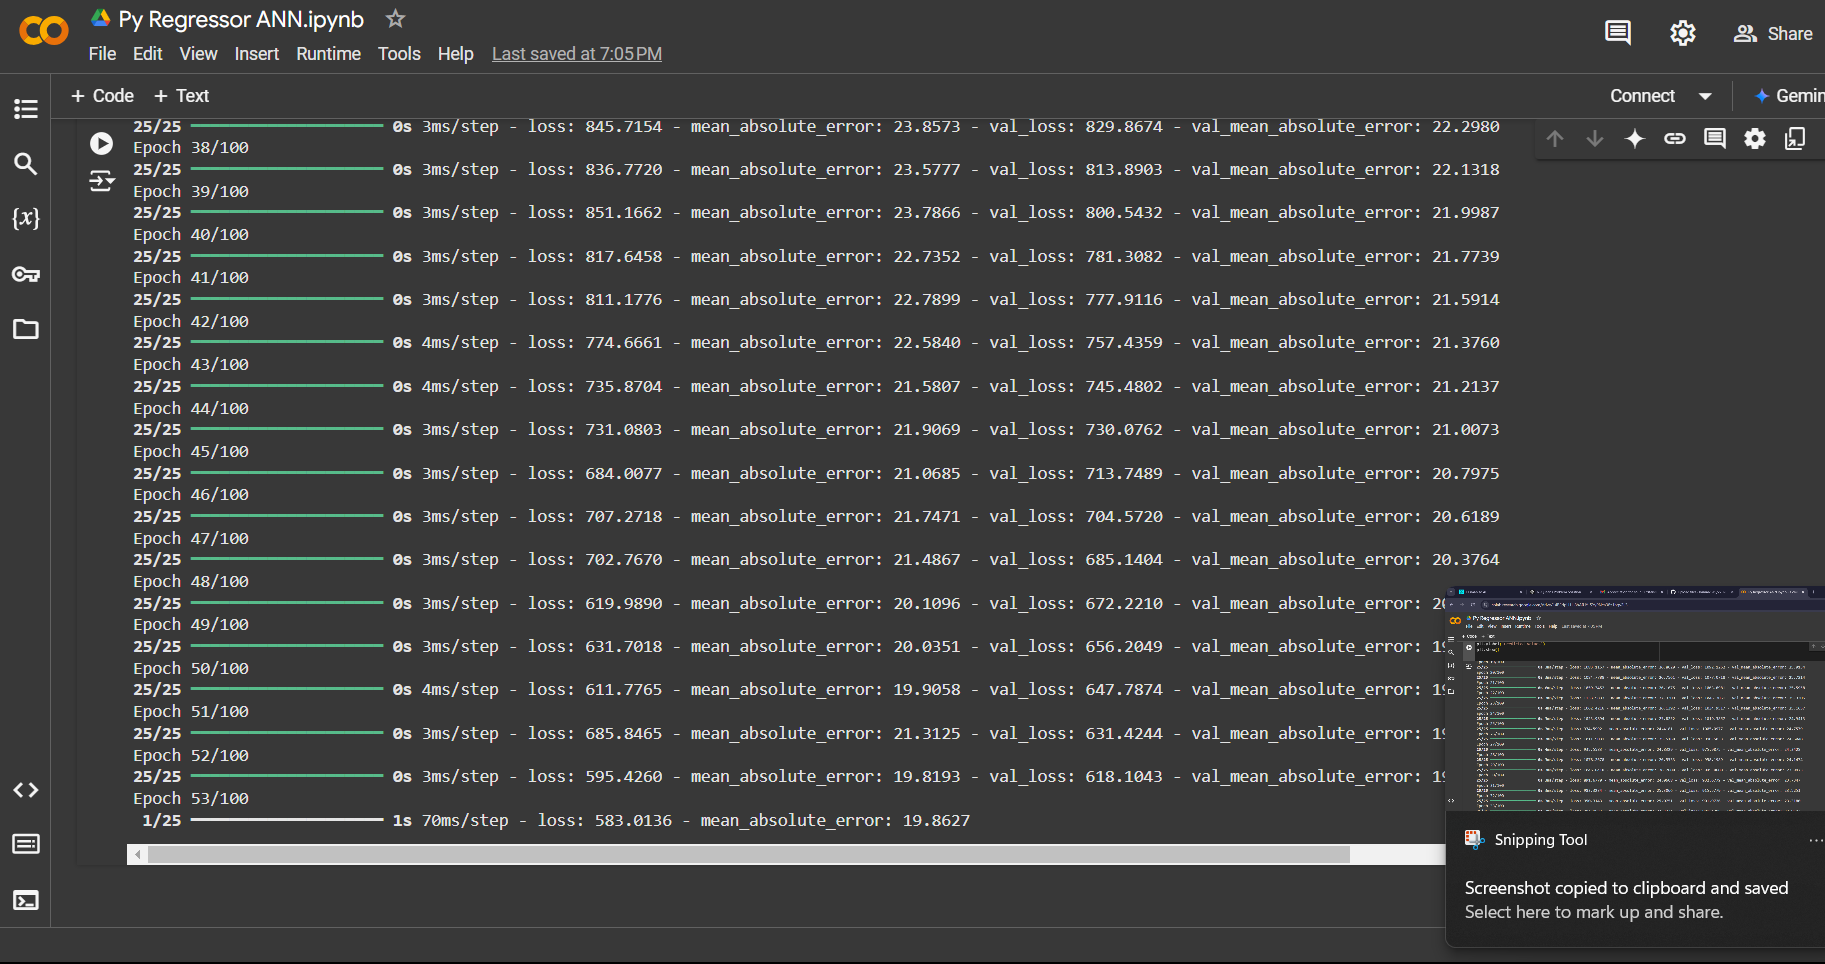 Py Regressor ANN.ipynb
File Edit View Insert Runtime Tools Help Last saved at 7:05 PM
Share
+ Code + Text
Connect
Gemin
25/25 0s 3ms/step - loss: 845.7154 - mean_absolute_error: 23.8573 - val_loss: 829.8674 - val_mean_absolute_error: 22.2980
Epoch 38/100
25/25 0s 3ms/step - loss: 836.7720 - mean_absolute_error: 23.5777 - val_loss: 813.8903 - val_mean_absolute_error: 22.1318
Epoch 39/100
25/25 0s 3ms/step - loss: 851.1662 - mean_absolute_error: 23.7866 - val_loss: 800.5432 - val_mean_absolute_error: 21.9987
Epoch 40/100
25/25 0s 3ms/step - loss: 817.6458 - mean_absolute_error: 22.7352 - val_loss: 781.3082 - val_mean_absolute_error: 21.7739
Epoch 41/100
25/25 0s 3ms/step - loss: 811.1776 - mean_absolute_error: 22.7899 - val_loss: 777.9116 - val_mean_absolute_error: 21.5914
Epoch 42/100
25/25 0s 4ms/step - loss: 774.6661 - mean_absolute_error: 22.5840 - val_loss: 757.4359 - val_mean_absolute_error: 21.3760
Epoch 43/100
25/25 0s 4ms/step - loss: 735.8704 - mean_absolute_error: 21.5807 - val_loss: 745.4802 - val_mean_absolute_error: 21.2137
Epoch 44/100
25/25 0s 3ms/step - loss: 731.0803 - mean_absolute_error: 21.9069 - val_loss: 730.0762 - val_mean_absolute_error: 21.0073
Epoch 45/100
25/25 0s 3ms/step - loss: 684.0077 - mean_absolute_error: 21.0685 - val_loss: 713.7489 - val_mean_absolute_error: 20.7975
Epoch 46/100
25/25 0s 3ms/step - loss: 707.2718 - mean_absolute_error: 21.7471 - val_loss: 704.5720 - val_mean_absolute_error: 20.6189
Epoch 47/100
25/25 0s 3ms/step - loss: 702.7670 - mean_absolute_error: 21.4867 - val_loss: 685.1404 - val_mean_absolute_error: 20.3764
Epoch 48/100
25/25 0s 3ms/step - loss: 619.9890 - mean_absolute_error: 20.1096 - val_loss: 672.2210 - val_mean_absolute_error: 2
Epoch 49/100
25/25 0s 3ms/step - loss: 631.7018 - mean_absolute_error: 20.0351 - val_loss: 656.2049 - val_mean_absolute_error: 19
Epoch 50/100
25/25 0s 4ms/step - loss: 611.7765 - mean_absolute_error: 19.9058 - val_loss: 647.7874 - val_mean_absolute_error: 19
Epoch 51/100
25/25 0s 3ms/step - loss: 685.8465 - mean_absolute_error: 21.3125 - val_loss: 631.4244 - val_mean_absolute_error: 19
Epoch 52/100
25/25 0s 3ms/step - loss: 595.4260 - mean_absolute_error: 19.8193 - val_loss: 618.1043 - val_mean_absolute_error: 19
Epoch 53/100
1/25 1s 70ms/step - loss: 583.0136 - mean_absolute_error: 19.8627
Snipping Tool
Screenshot copied to clipboard and saved
Select here to mark up and share.